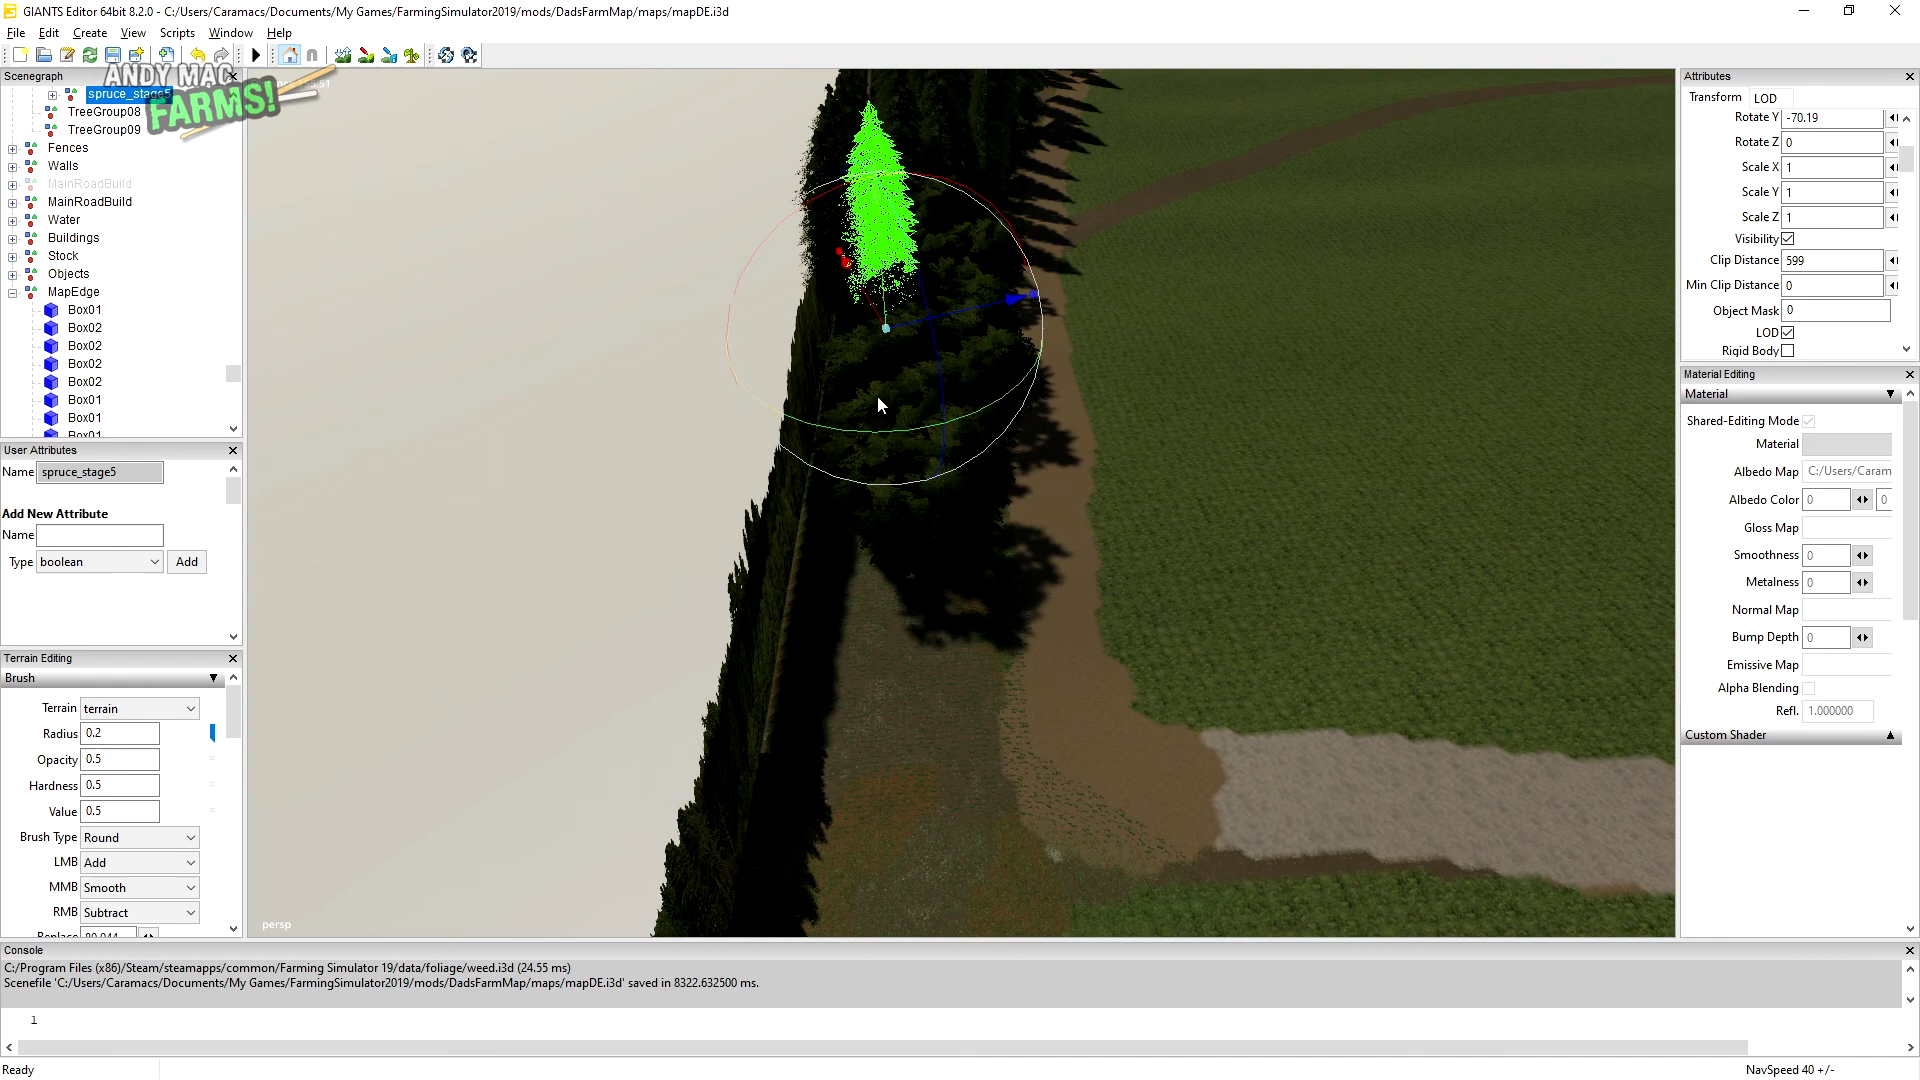 GIANTS Editor 64bit 8.2.0 - C:/Users/Caramacs/Documents/My Games/FarmingSimulator2019/mods/DadsFarmMap/maps/mapDE.i3d
File Edit Create View Scripts Window Help
Scenegraph
ANDY MAC
FARMS!
spruce_stage5
TreeGroup08
TreeGroup09
Fences
Walls
MainRoadBuild
MainRoadBuild
Water
Buildings
Stock
Objects
MapEdge
Box01
Box02
Box02
Box02
Box02
Box01
Box01
Box01
User Attributes
Name spruce_stage5
Add New Attribute
Name
Type boolean Add
Terrain Editing
Brush
Terrain terrain
Radius 0.2
Opacity 0.5
Hardness 0.5
Value 0.5
Brush Type Round
LMB Add
MMB Smooth
RMB Subtract
Replace 80.044
persp
Attributes
Transform LOD
Rotate Y -70.19
Rotate Z 0
Scale X 1
Scale Y 1
Scale Z 1
Visibility
Clip Distance 599
Min Clip Distance 0
Object Mask 0
LOD
Rigid Body
Material Editing
Material
Shared-Editing Mode
Material
Albedo Map C:/Users/Caram
Albedo Color 0 0
Gloss Map
Smoothness 0
Metalness 0
Normal Map
Bump Depth 0
Emissive Map
Alpha Blending
Refl. 1.000000
Custom Shader
Console
C:/Program Files (x86)/Steam/steamapps/common/Farming Simulator 19/data/foliage/weed.i3d (24.55 ms)
Scenefile 'C:/Users/Caramacs/Documents/My Games/FarmingSimulator2019/mods/DadsFarmMap/maps/mapDE.i3d' saved in 8322.632500 ms.
1
Ready
NavSpeed 40 +/-